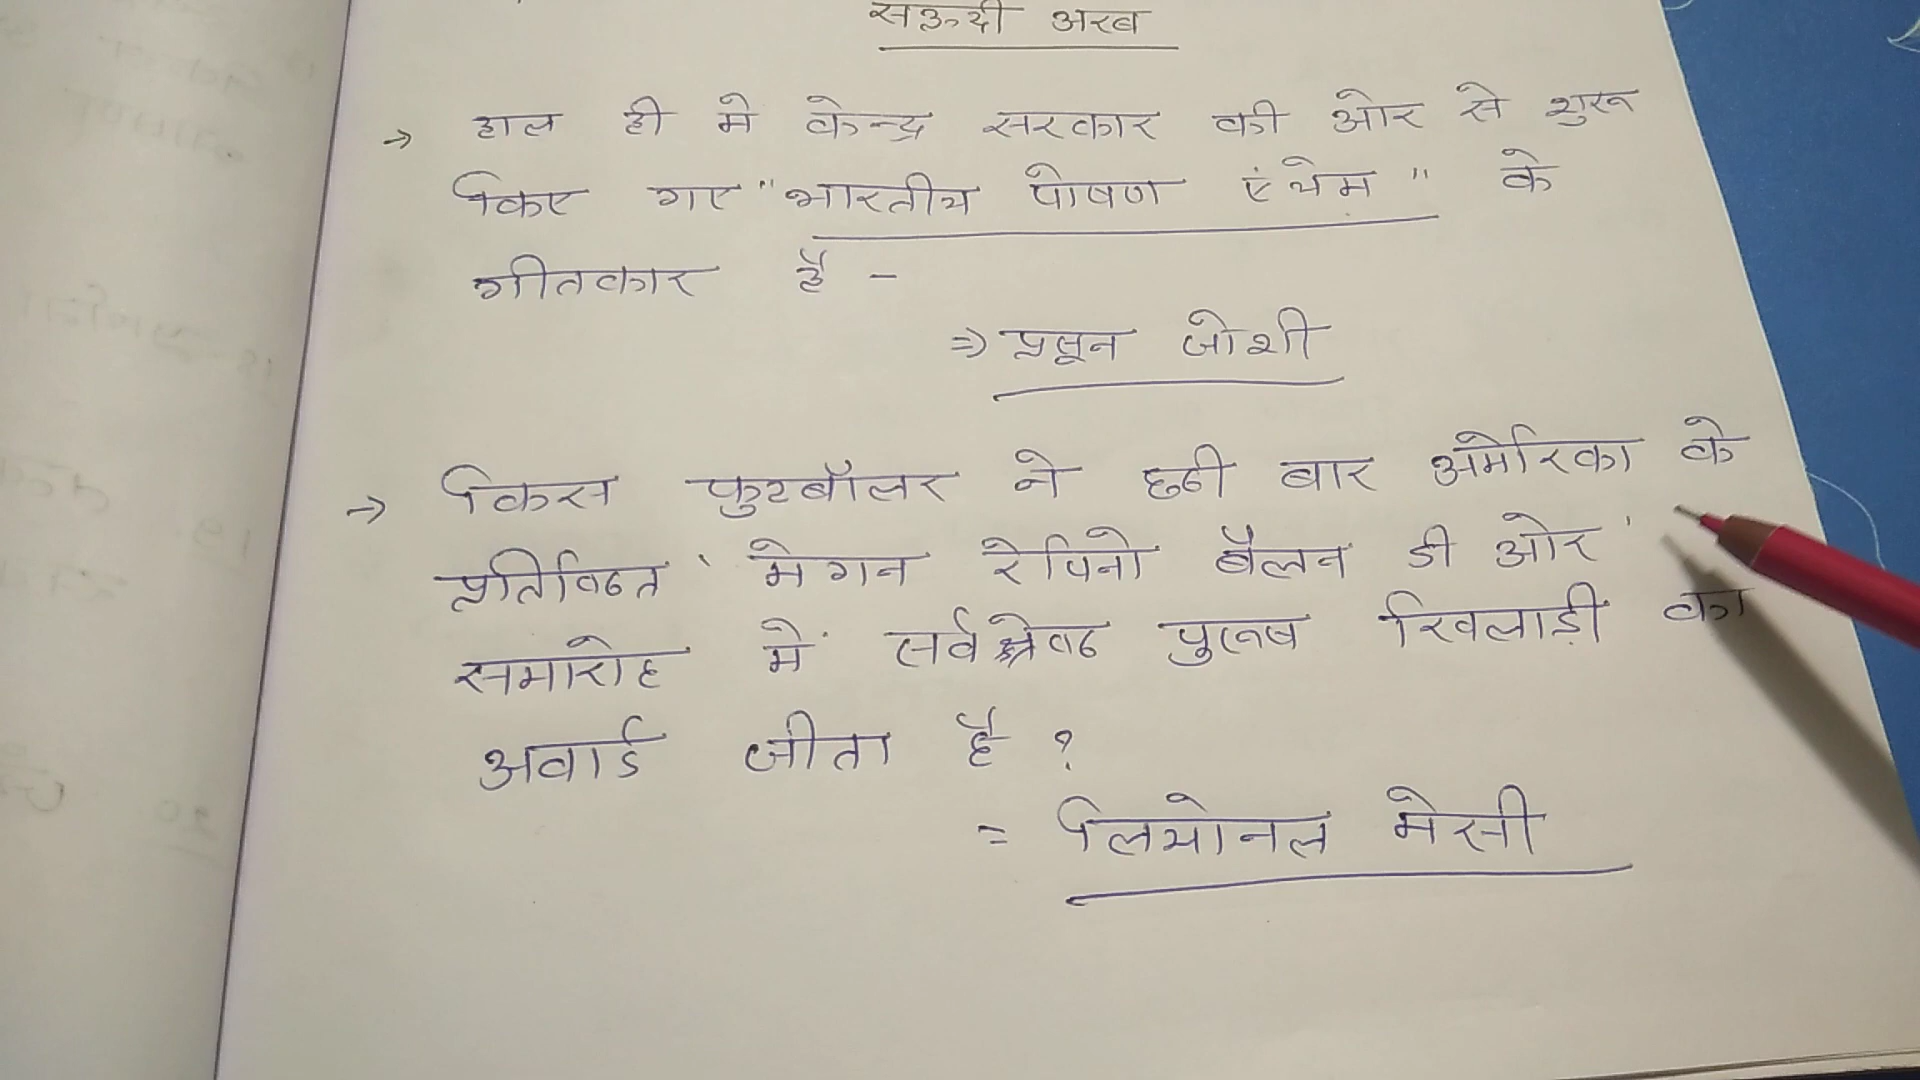 सऊदी अरब
→ हाल ही मे केन्द्र सरकार की ओर से शुरू
किए गए "भारतीय पोषण एंथेम" के
गीतकार है -
⇒ प्रसून जोशी
→ किस फुटबॉलर ने छठी बार अमेरिका के
प्रतिष्ठित 'मेगन रेपिनो बैलन डी ओर'
समारोह में सर्वश्रेष्ठ पुरूष खिलाड़ी का
अवार्ड जीता है ?
= लियोनल मेसी